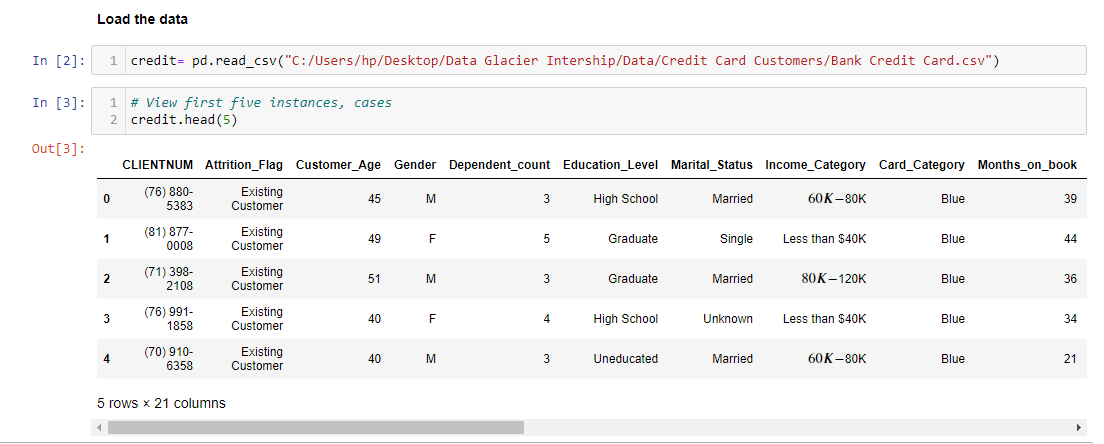 Load the data
In [2]: 1 credit= pd.read_csv("C:/Users/hp/Desktop/Data Glacier Intership/Data/Credit Card Customers/Bank Credit Card.csv")
In [3]: 1 # View first five instances, cases
2 credit.head(5)
Out[3]:
CLIENTNUM Attrition_Flag Customer_Age Gender Dependent_count Education_Level Marital_Status Income_Category Card_Category Months_on_book
0 (76) 880-5383 Existing Customer 45 M 3 High School Married 60K−80K Blue 39
1 (81) 877-0008 Existing Customer 49 F 5 Graduate Single Less than $40K Blue 44
2 (71) 398-2108 Existing Customer 51 M 3 Graduate Married 80K−120K Blue 36
3 (76) 991-1858 Existing Customer 40 F 4 High School Unknown Less than $40K Blue 34
4 (70) 910-6358 Existing Customer 40 M 3 Uneducated Married 60K−80K Blue 21
5 rows × 21 columns